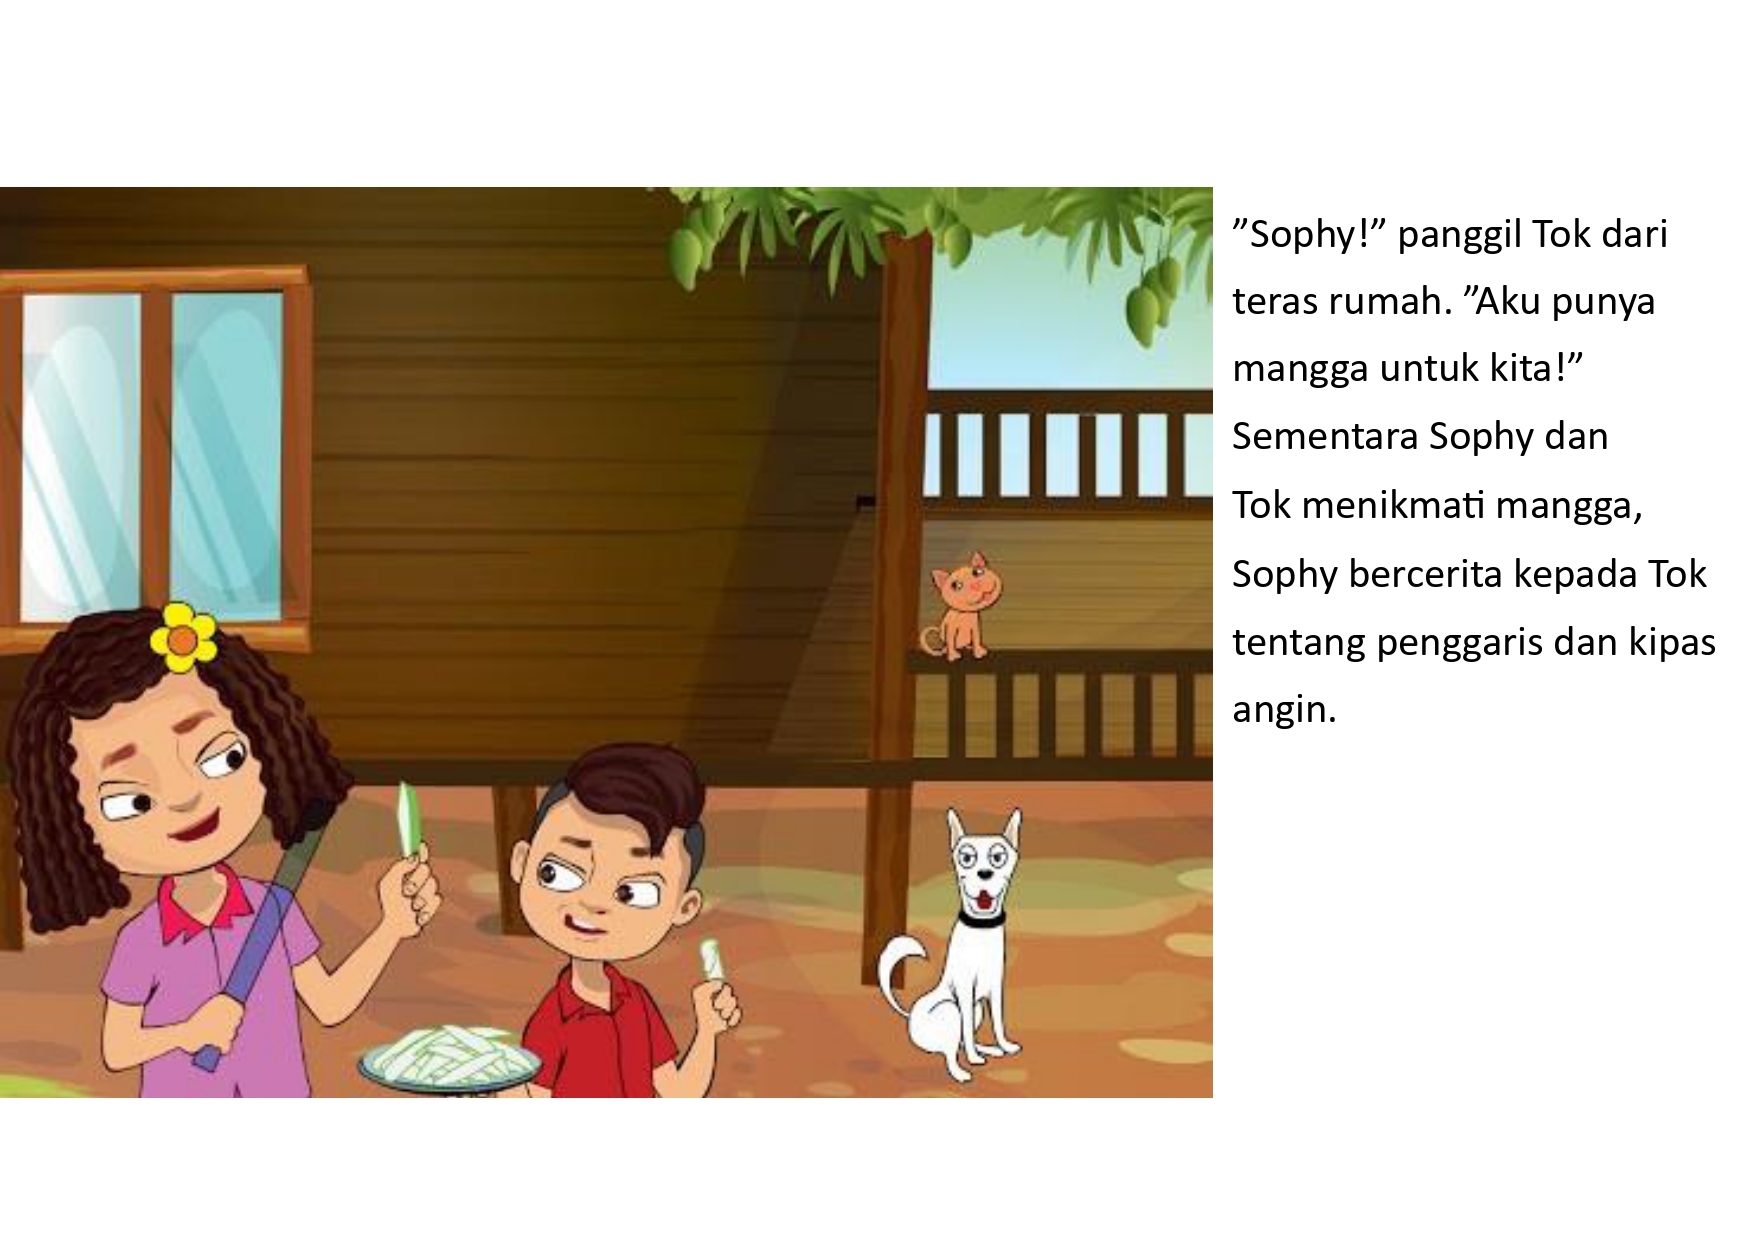 ”Sophy!” panggil Tok dari
teras rumah. ”Aku punya
mangga untuk kita!”
Sementara Sophy dan
Tok menikmati mangga,
Sophy bercerita kepada Tok
tentang penggaris dan kipas
angin.